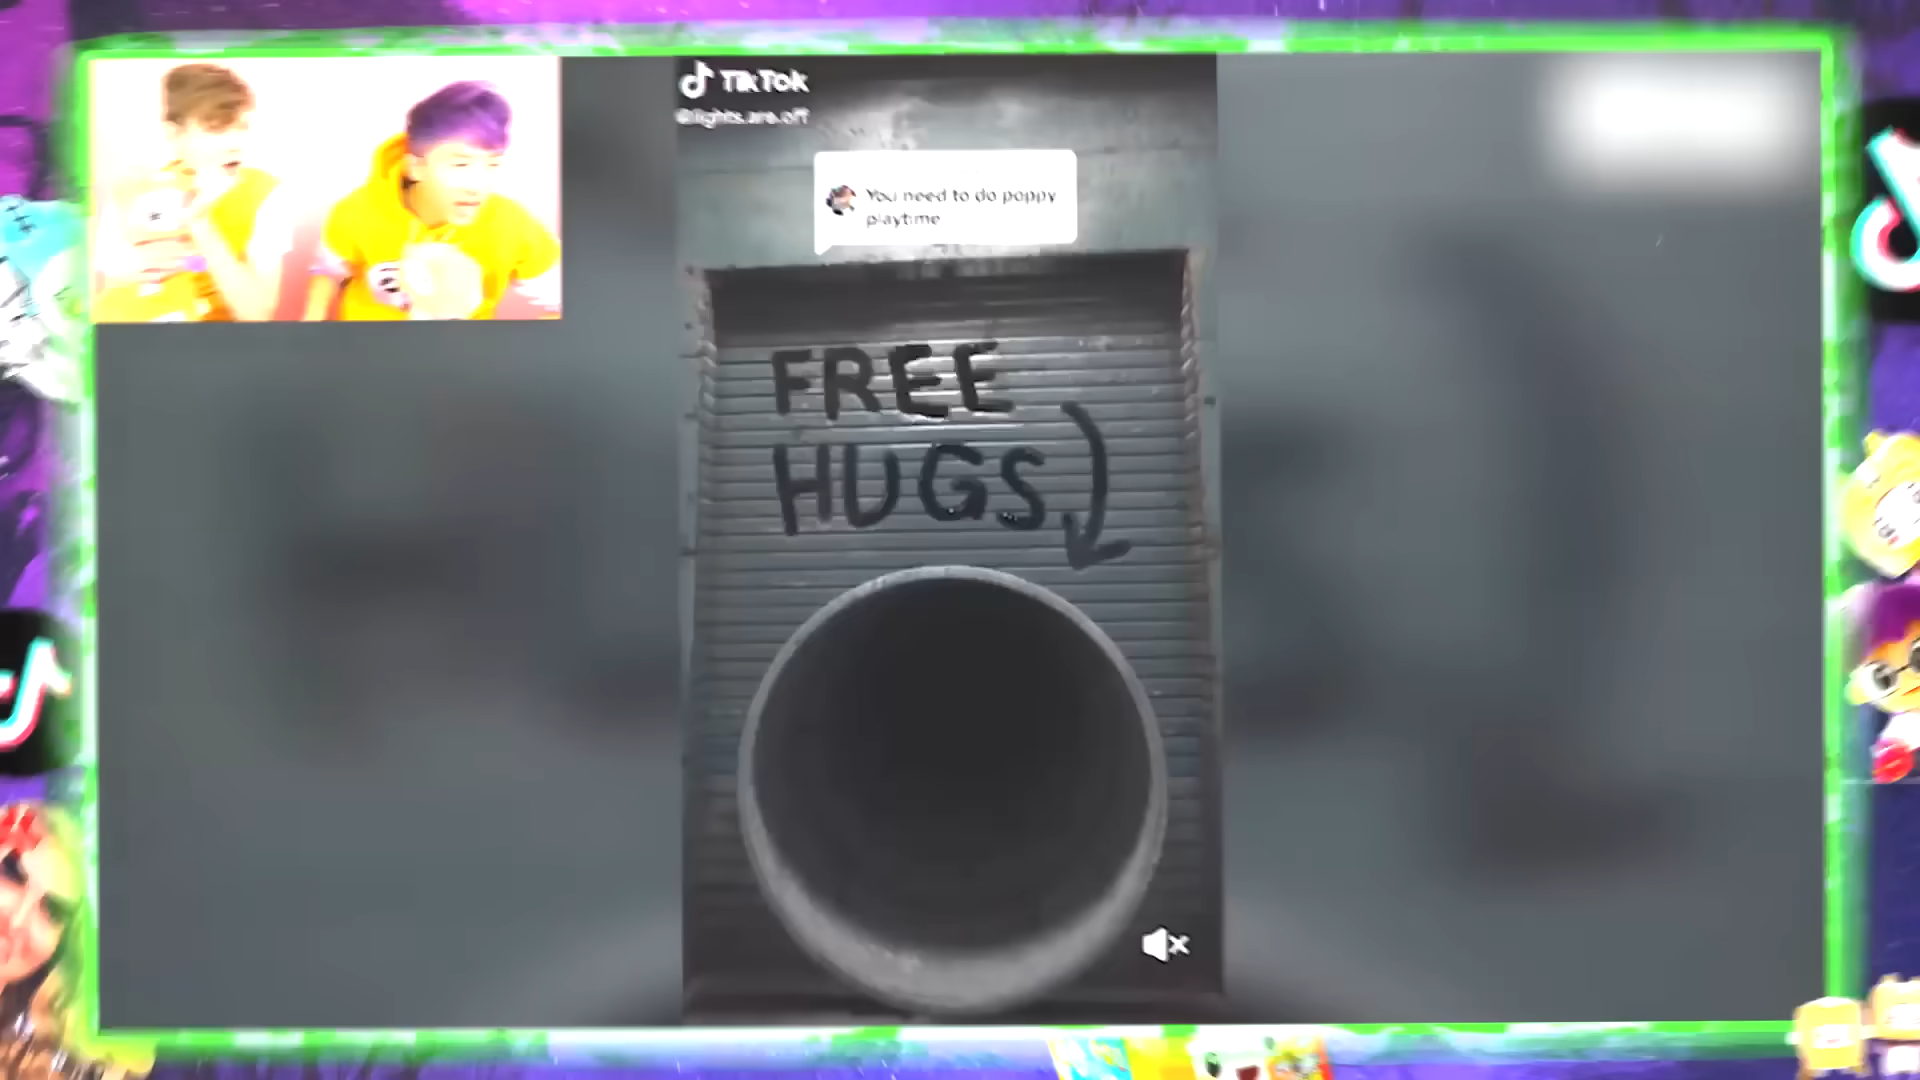 TikTok
@lights.are.off
You need to do poppy
playtime
FREE
HUGS